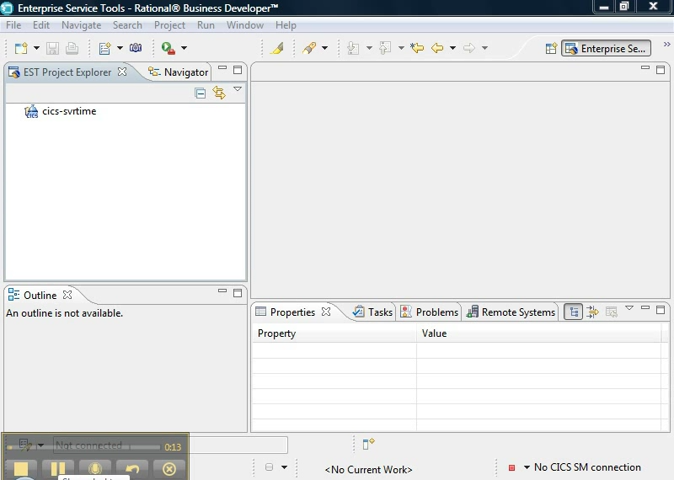 Enterprise Service Tools - Rational® Business Developer™
File Edit Navigate Search Project Run Window Help
Enterprise Se...
EST Project Explorer Navigator
cics-svrtime
Outline
An outline is not available.
Properties Tasks Problems Remote Systems
Property Value
Not connected 0:13
<No Current Work> No CICS SM connection